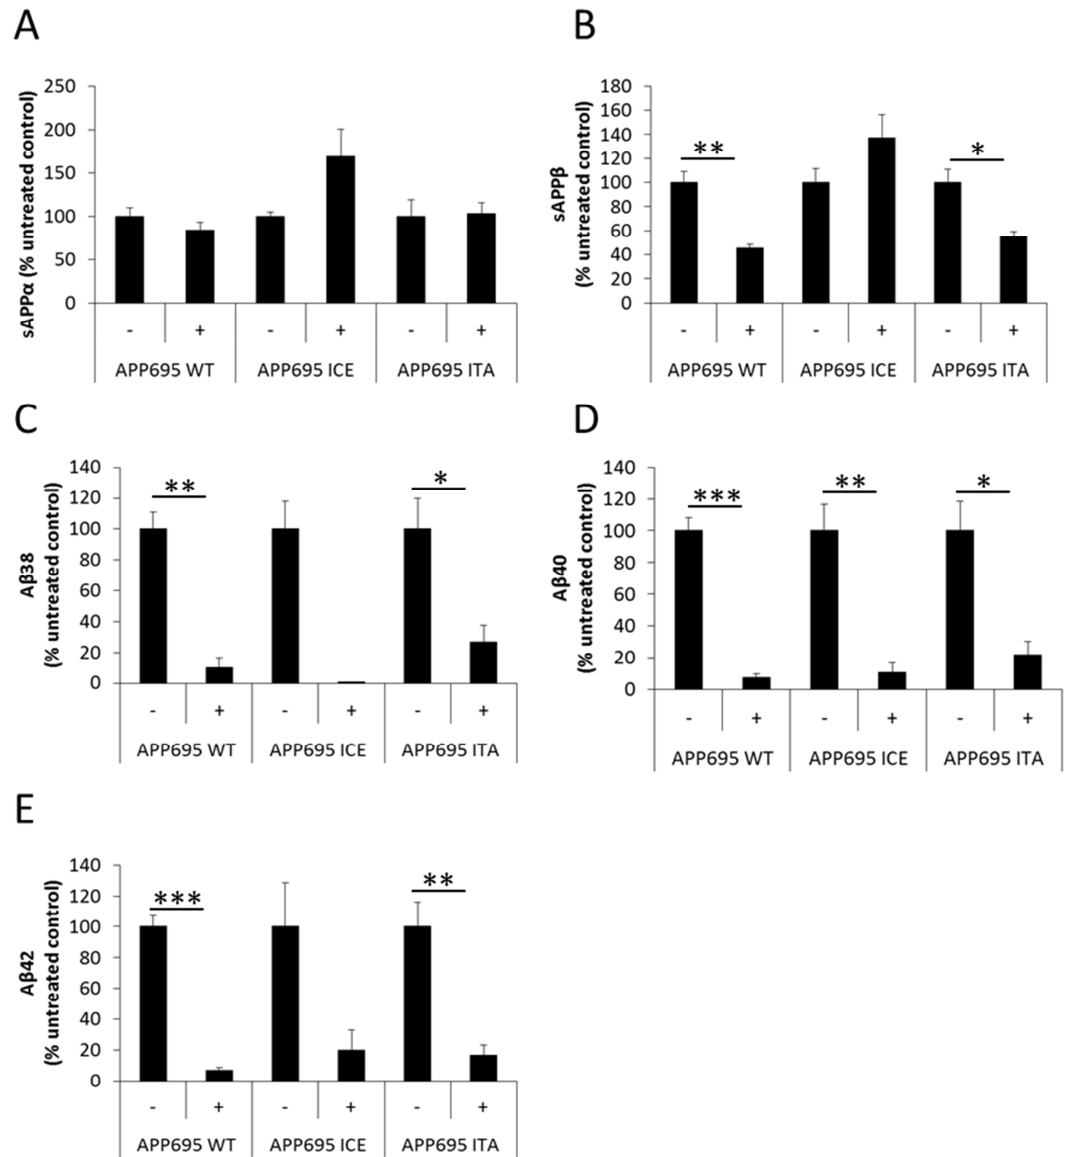 A
sAPPα (% untreated control)
250
200
150
100
50
0
- + - + - +
APP695 WT APP695 ICE APP695 ITA
B
sAPPβ
(% untreated control)
180
160
140
120
100
80
60
40
20
0
** *
- + - + - +
APP695 WT APP695 ICE APP695 ITA
C
Aβ38
(% untreated control)
140
120
100
80
60
40
20
0
** *
- + - + - +
APP695 WT APP695 ICE APP695 ITA
D
Aβ40
(% untreated control)
140
120
100
80
60
40
20
0
*** ** *
- + - + - +
APP695 WT APP695 ICE APP695 ITA
E
Aβ42
(% untreated control)
140
120
100
80
60
40
20
0
*** **
- + - + - +
APP695 WT APP695 ICE APP695 ITA